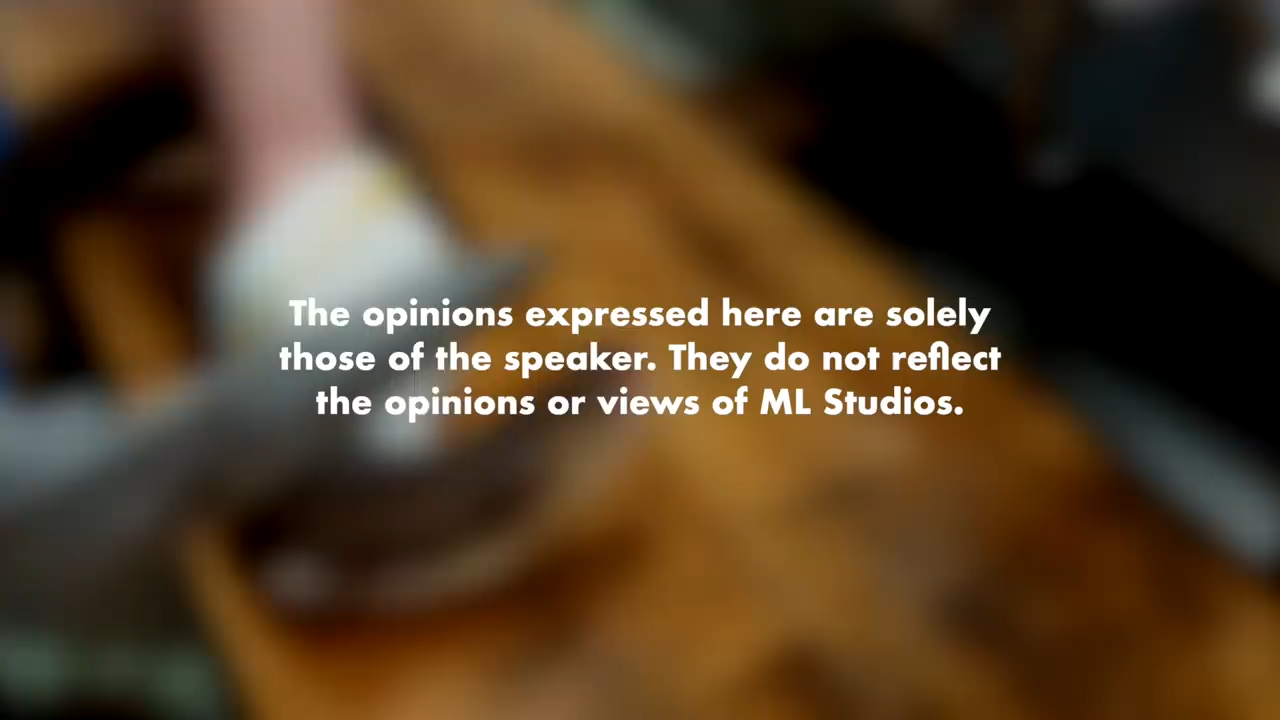 The opinions expressed here are solely
those of the speaker. They do not reflect
the opinions or views of ML Studios.